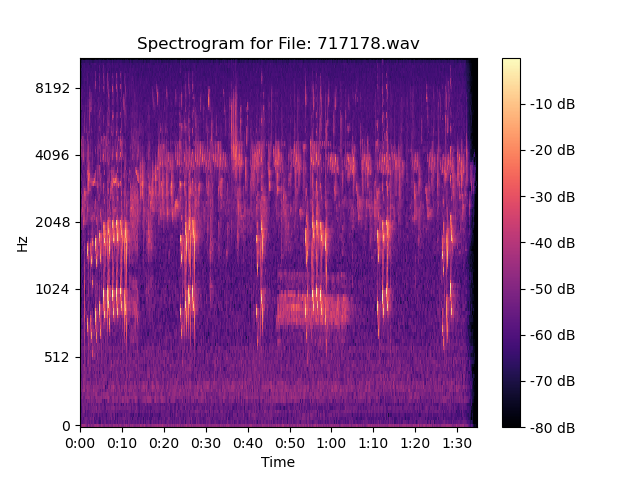 Spectrogram for File: 717178.wav
8192
4096
2048
1024
512
0
Hz
0:00 0:10 0:20 0:30 0:40 0:50 1:00 1:10 1:20 1:30
Time
-10 dB
-20 dB
-30 dB
-40 dB
-50 dB
-60 dB
-70 dB
-80 dB